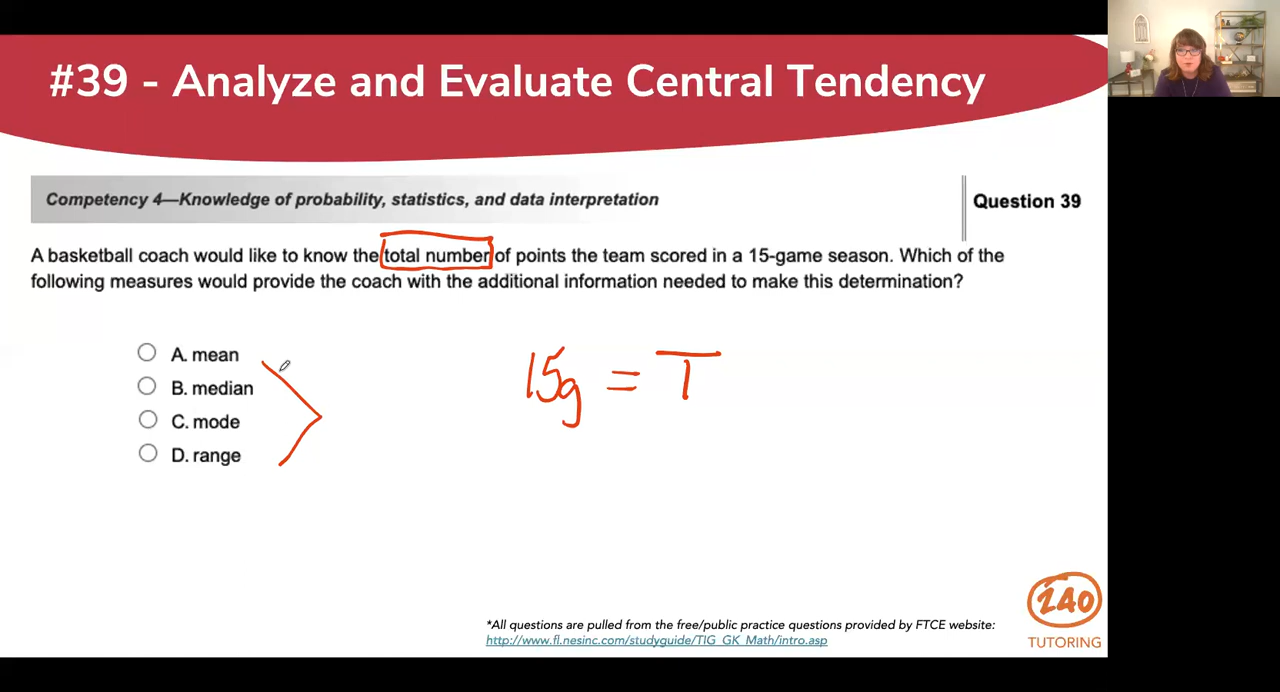 #39 - Analyze and Evaluate Central Tendency
Competency 4—Knowledge of probability, statistics, and data interpretation
Question 39
A basketball coach would like to know the total number of points the team scored in a 15-game season. Which of the
following measures would provide the coach with the additional information needed to make this determination?
A. mean
B. median
C. mode
D. range
15g = T
*All questions are pulled from the free/public practice questions provided by FTCE website:
http://www.fl.nesinc.com/studyguide/TIG_GK_Math/intro.asp
240
TUTORING